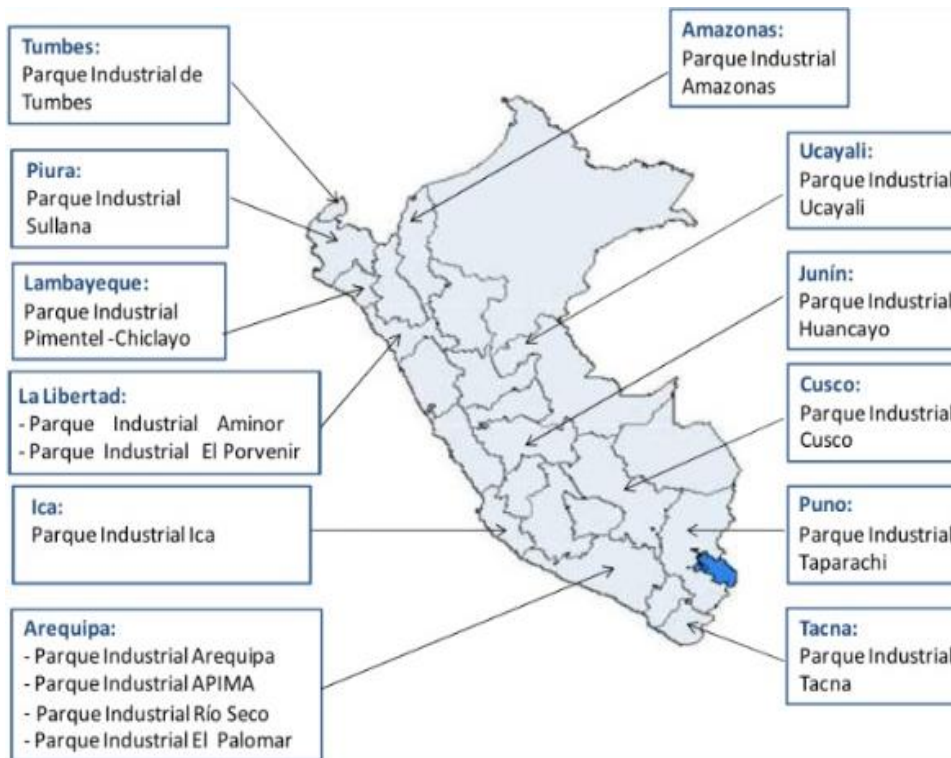 Tumbes:
Parque Industrial de
Tumbes
Piura:
Parque Industrial
Sullana
Lambayeque:
Parque Industrial
Pimentel -Chiclayo
La Libertad:
- Parque Industrial Aminor
- Parque Industrial El Porvenir
Ica:
Parque Industrial Ica
Arequipa:
- Parque Industrial Arequipa
- Parque Industrial APIMA
- Parque Industrial Río Seco
- Parque Industrial El Palomar
Amazonas:
Parque Industrial
Amazonas
Ucayali:
Parque Industrial
Ucayali
Junín:
Parque Industrial
Huancayo
Cusco:
Parque Industrial
Cusco
Puno:
Parque Industrial
Taparachi
Tacna:
Parque Industrial
Tacna